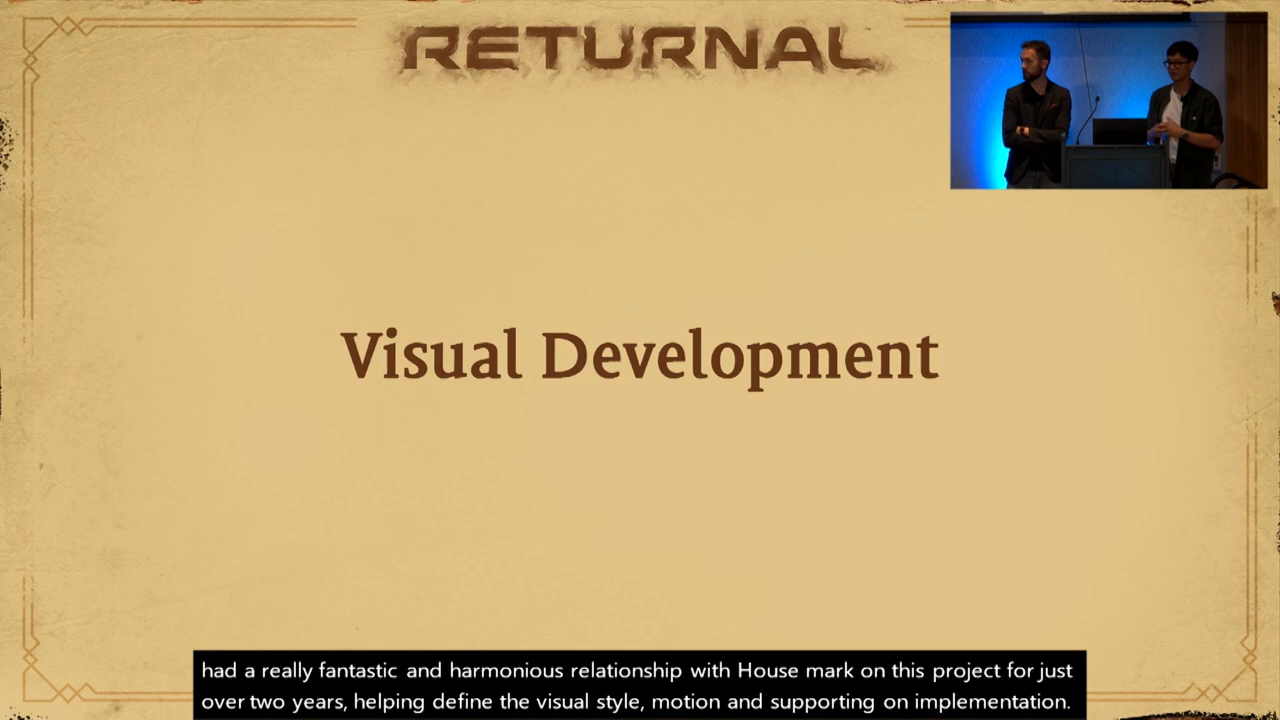 RETURNAL
Visual Development
had a really fantastic and harmonious relationship with House mark on this project for just
over two years, helping define the visual style, motion and supporting on implementation.